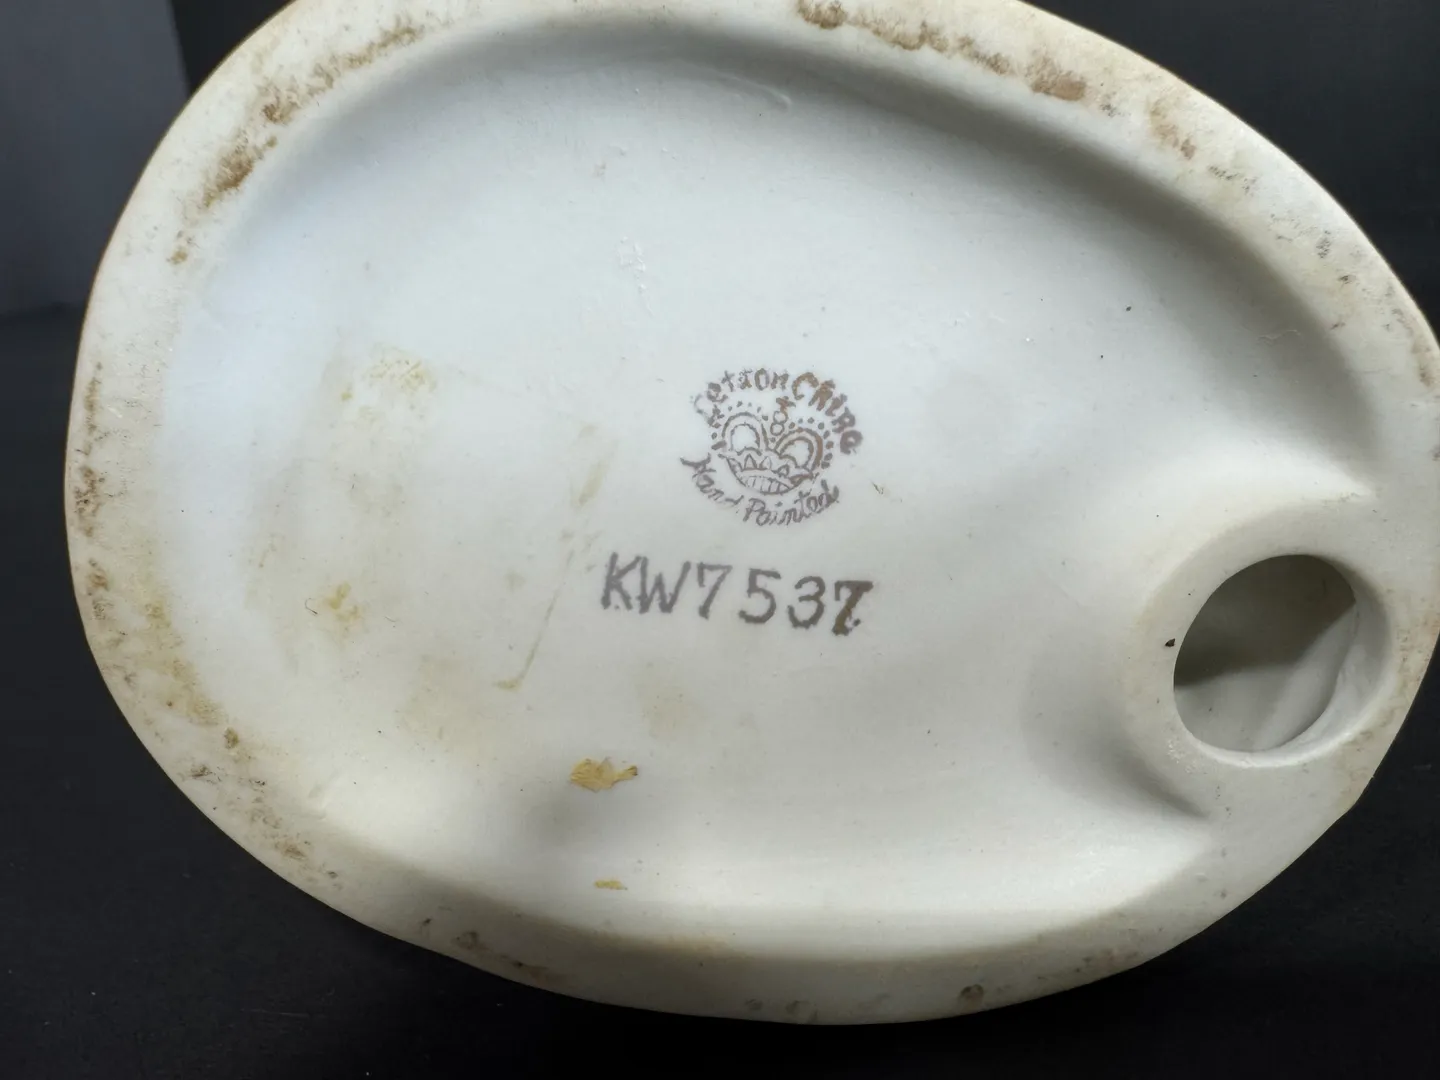 Lefton China
Hand Painted
KW7537